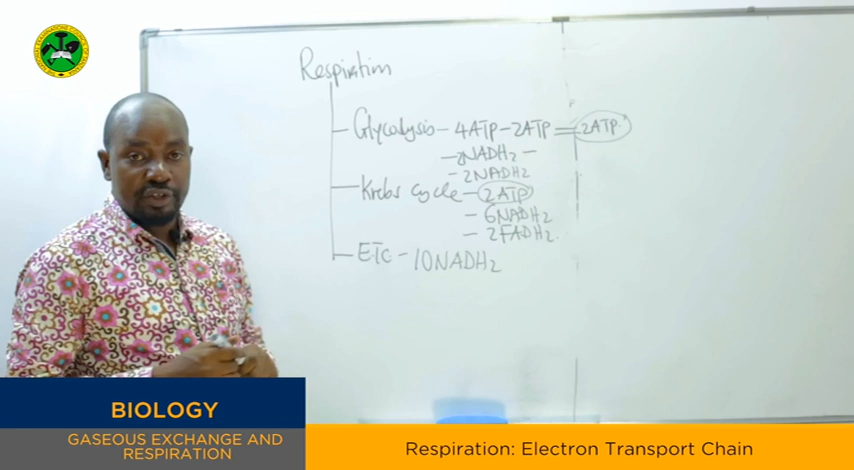 Respiration
Glycolysis - 4ATP - 2ATP = 2ATP
- 2NADH2 -
- 2NADH2
Krebs cycle - 2ATP
- 6NADH2
- 2FADH2.
ETC - 10NADH2
BIOLOGY
GASEOUS EXCHANGE AND
RESPIRATION
Respiration: Electron Transport Chain